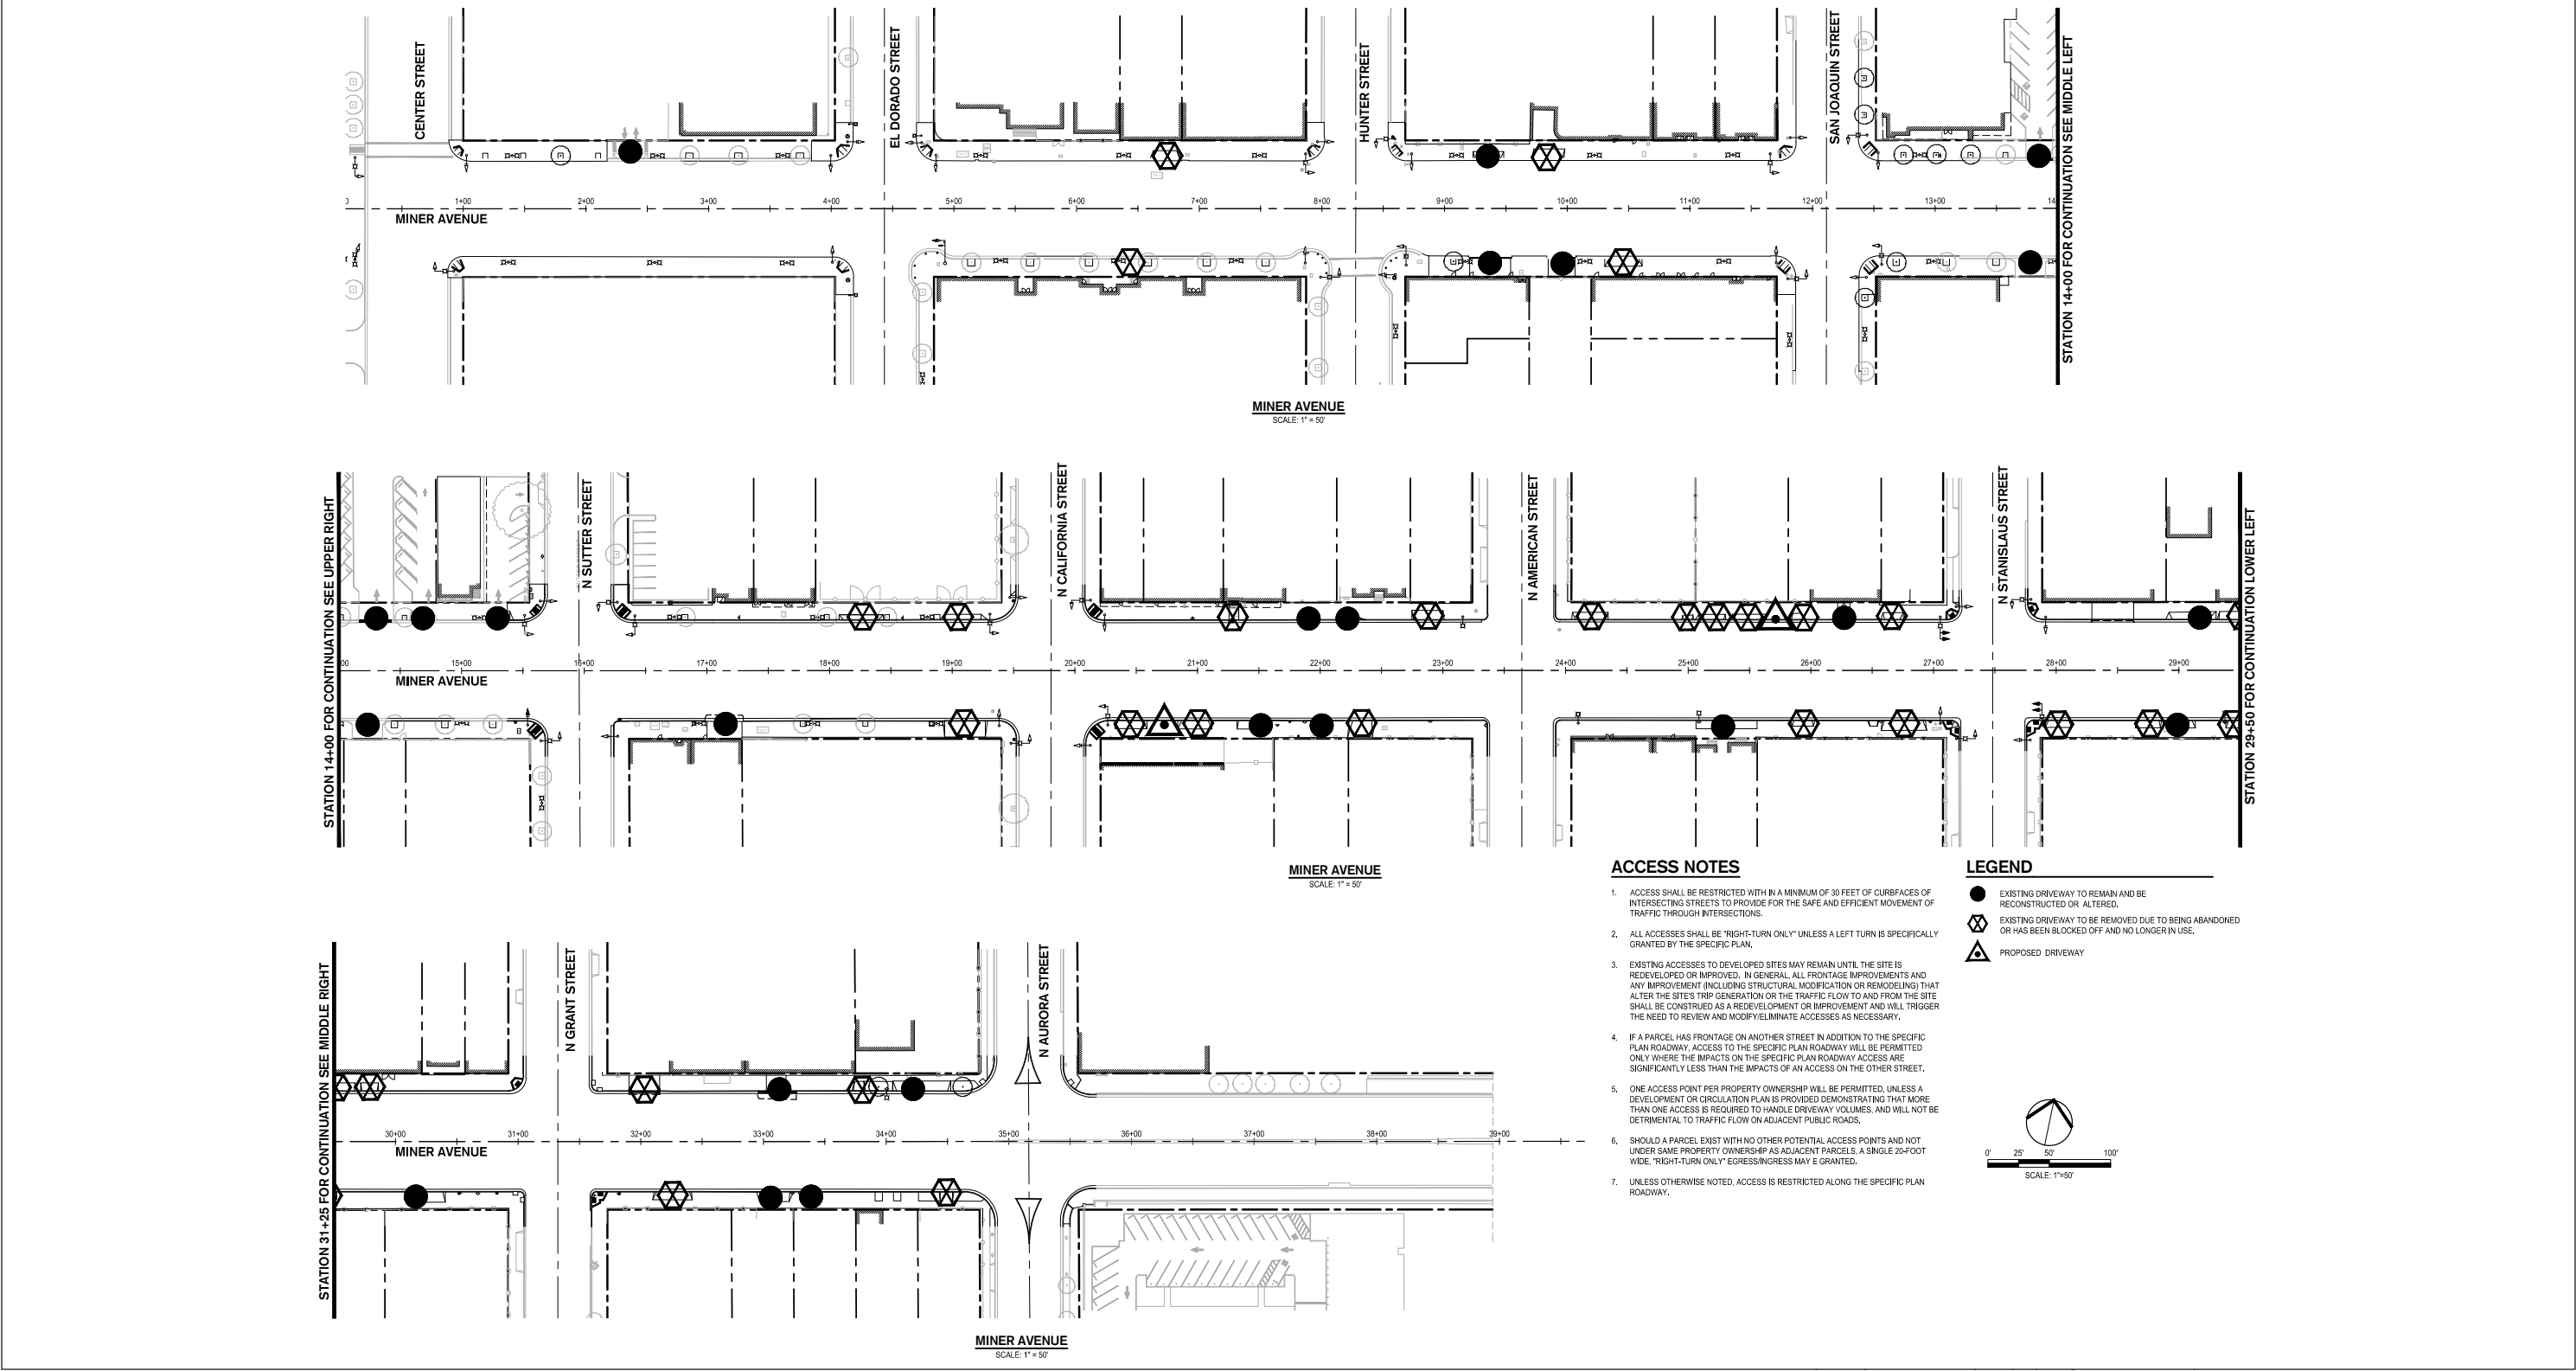 CENTER STREET
EL DORADO STREET
HUNTER STREET
SAN JOAQUIN STREET
STATION 14+00 FOR CONTINUATION SEE MIDDLE LEFT
1+00 2+00 3+00 4+00 5+00 6+00 7+00 8+00 9+00 10+00 11+00 12+00 13+00 14
MINER AVENUE
MINER AVENUE
SCALE: 1" = 50'
STATION 14+00 FOR CONTINUATION SEE UPPER RIGHT
N SUTTER STREET
N CALIFORNIA STREET
N AMERICAN STREET
N STANISLAUS STREET
STATION 29+50 FOR CONTINUATION LOWER LEFT
00 15+00 16+00 17+00 18+00 19+00 20+00 21+00 22+00 23+00 24+00 25+00 26+00 27+00 28+00 29+00
MINER AVENUE
MINER AVENUE
SCALE: 1" = 50'
STATION 31+25 FOR CONTINUATION SEE MIDDLE RIGHT
N GRANT STREET
N AURORA STREET
30+00 31+00 32+00 33+00 34+00 35+00 36+00 37+00 38+00 39+00
MINER AVENUE
MINER AVENUE
SCALE: 1" = 50'
ACCESS NOTES
1. ACCESS SHALL BE RESTRICTED WITH IN A MINIMUM OF 30 FEET OF CURBFACES OF
INTERSECTING STREETS TO PROVIDE FOR THE SAFE AND EFFICIENT MOVEMENT OF
TRAFFIC THROUGH INTERSECTIONS.
2. ALL ACCESSES SHALL BE "RIGHT-TURN ONLY" UNLESS A LEFT TURN IS SPECIFICALLY
GRANTED BY THE SPECIFIC PLAN.
3. EXISTING ACCESSES TO DEVELOPED SITES MAY REMAIN UNTIL THE SITE IS
REDEVELOPED OR IMPROVED. IN GENERAL, ALL FRONTAGE IMPROVEMENTS AND
ANY IMPROVEMENT (INCLUDING STRUCTURAL MODIFICATION OR REMODELING) THAT
ALTER THE SITE'S TRIP GENERATION OR THE TRAFFIC FLOW TO AND FROM THE SITE
SHALL BE CONSTRUED AS A REDEVELOPMENT OR IMPROVEMENT AND WILL TRIGGER
THE NEED TO REVIEW AND MODIFY/ELIMINATE ACCESSES AS NECESSARY.
4. IF A PARCEL HAS FRONTAGE ON ANOTHER STREET IN ADDITION TO THE SPECIFIC
PLAN ROADWAY, ACCESS TO THE SPECIFIC PLAN ROADWAY WILL BE PERMITTED
ONLY WHERE THE IMPACTS ON THE SPECIFIC PLAN ROADWAY ACCESS ARE
SIGNIFICANTLY LESS THAN THE IMPACTS OF AN ACCESS ON THE OTHER STREET.
5. ONE ACCESS POINT PER PROPERTY OWNERSHIP WILL BE PERMITTED, UNLESS A
DEVELOPMENT OR CIRCULATION PLAN IS PROVIDED DEMONSTRATING THAT MORE
THAN ONE ACCESS IS REQUIRED TO HANDLE DRIVEWAY VOLUMES, AND WILL NOT BE
DETRIMENTAL TO TRAFFIC FLOW ON ADJACENT PUBLIC ROADS.
6. SHOULD A PARCEL EXIST WITH NO OTHER POTENTIAL ACCESS POINTS AND NOT
UNDER SAME PROPERTY OWNERSHIP AS ADJACENT PARCELS, A SINGLE 20-FOOT
WIDE, "RIGHT-TURN ONLY" EGRESS/INGRESS MAY E GRANTED.
7. UNLESS OTHERWISE NOTED, ACCESS IS RESTRICTED ALONG THE SPECIFIC PLAN
ROADWAY.
LEGEND
EXISTING DRIVEWAY TO REMAIN AND BE
RECONSTRUCTED OR ALTERED.
EXISTING DRIVEWAY TO BE REMOVED DUE TO BEING ABANDONED
OR HAS BEEN BLOCKED OFF AND NO LONGER IN USE.
PROPOSED DRIVEWAY
0' 25' 50' 100'
SCALE: 1"=50'